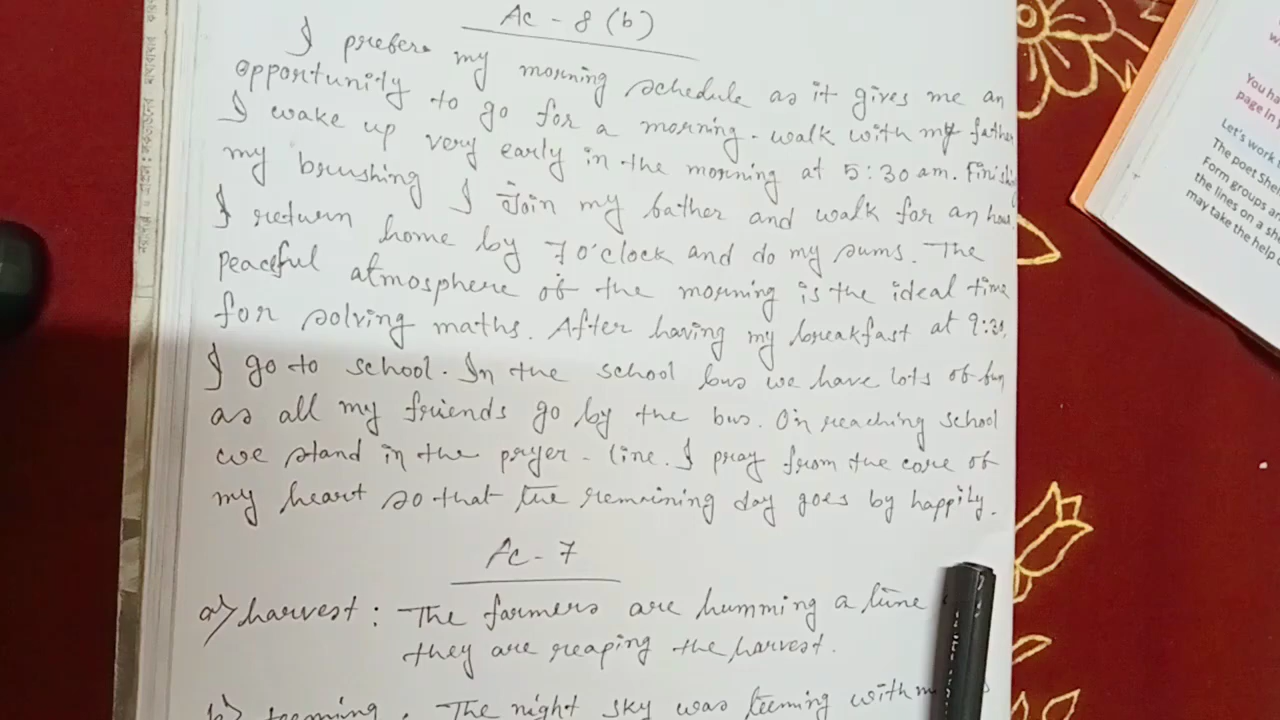 Ac - 8 (b)
I prefere my morning schedule as it gives me an
opportunity to go for a morning - walk with my father
I wake up very early in the morning at 5:30 am. Finishing
my brushing I Join my father and walk for an hour.
I return home by 7 o'clock and do my sums. The
peaceful atmosphere of the morning is the ideal time
for solving maths. After having my breakfast at 9:30,
I go to school. In the school bus we have lots of fun
as all my friends go by the bus. On reaching school
we stand in the pryer - line. I pray from the core of
my heart so that the remaining day goes by happily.
Ac - 7
a) harvest : The farmers are humming a tune
they are reaping the harvest.
b) teeming . The night sky was teeming with
You ha
page in
Let's work
The poet She
Form groups a
the lines on a sh
may take the help